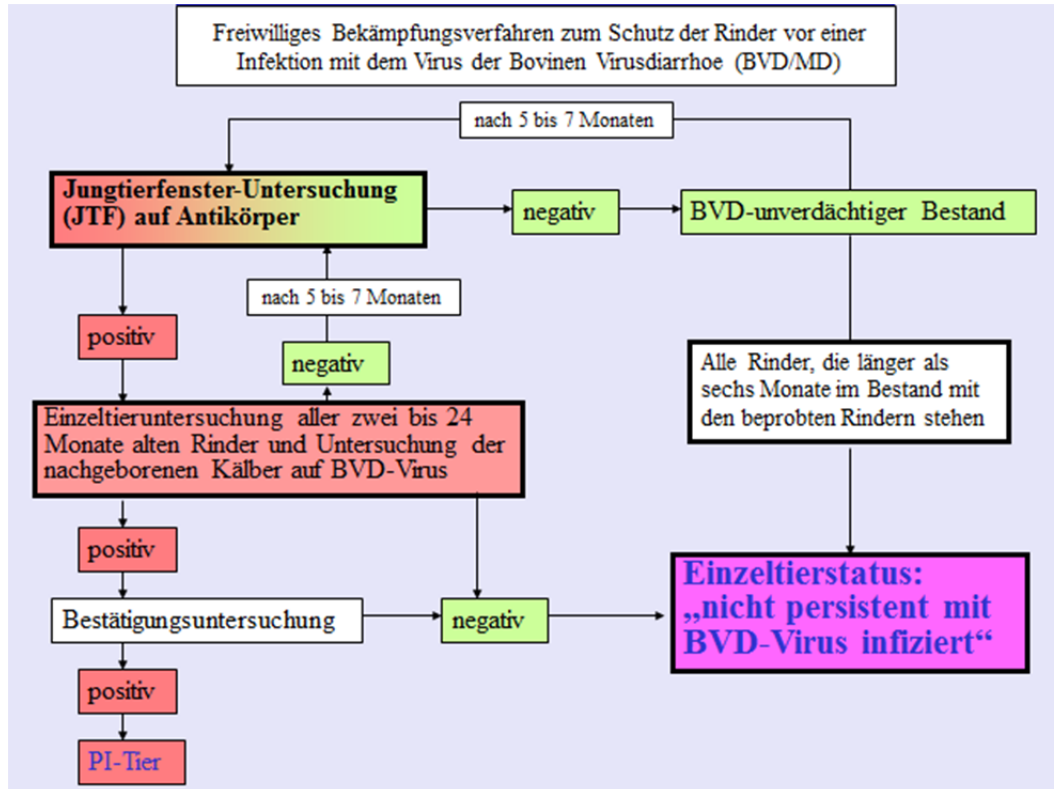 Freiwilliges Bekämpfungsverfahren zum Schutz der Rinder vor einer
Infektion mit dem Virus der Bovinen Virusdiarrhoe (BVD/MD)
nach 5 bis 7 Monaten
Jungtierfenster-Untersuchung
(JTF) auf Antikörper
negativ
BVD-unverdächtiger Bestand
nach 5 bis 7 Monaten
positiv
negativ
Alle Rinder, die länger als
sechs Monate im Bestand mit
den beprobten Rindern stehen
Einzeltieruntersuchung aller zwei bis 24
Monate alten Rinder und Untersuchung der
nachgeborenen Kälber auf BVD-Virus
positiv
Einzeltierstatus:
„nicht persistent mit
BVD-Virus infiziert“
Bestätigungsuntersuchung
negativ
positiv
PI-Tier